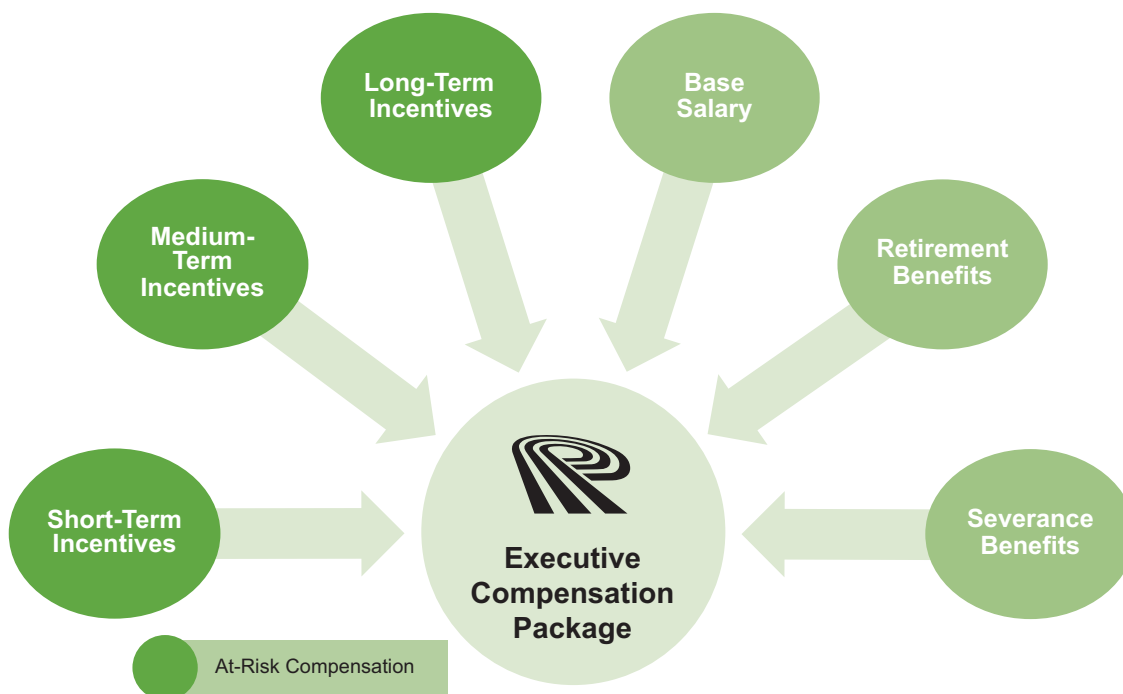 Long-Term
Incentives
Base
Salary
Medium-
Term
Incentives
Retirement
Benefits
Short-Term
Incentives
Severance
Benefits
Executive
Compensation
Package
At-Risk Compensation